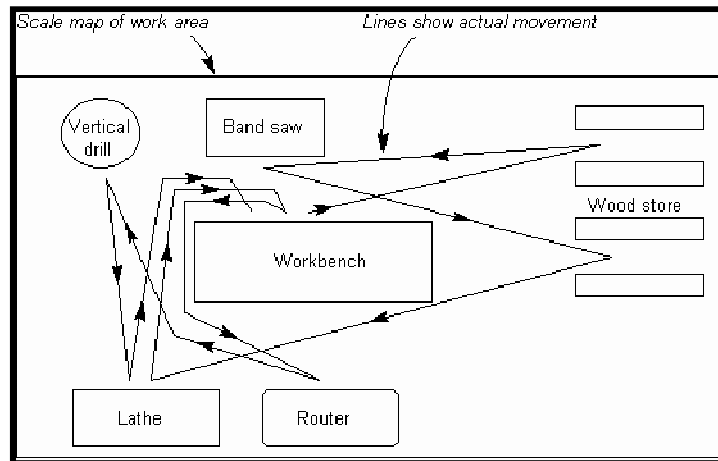 Scale map of work area
Lines show actual movement
Vertical
drill
Band saw
Wood store
Workbench
Lathe
Router